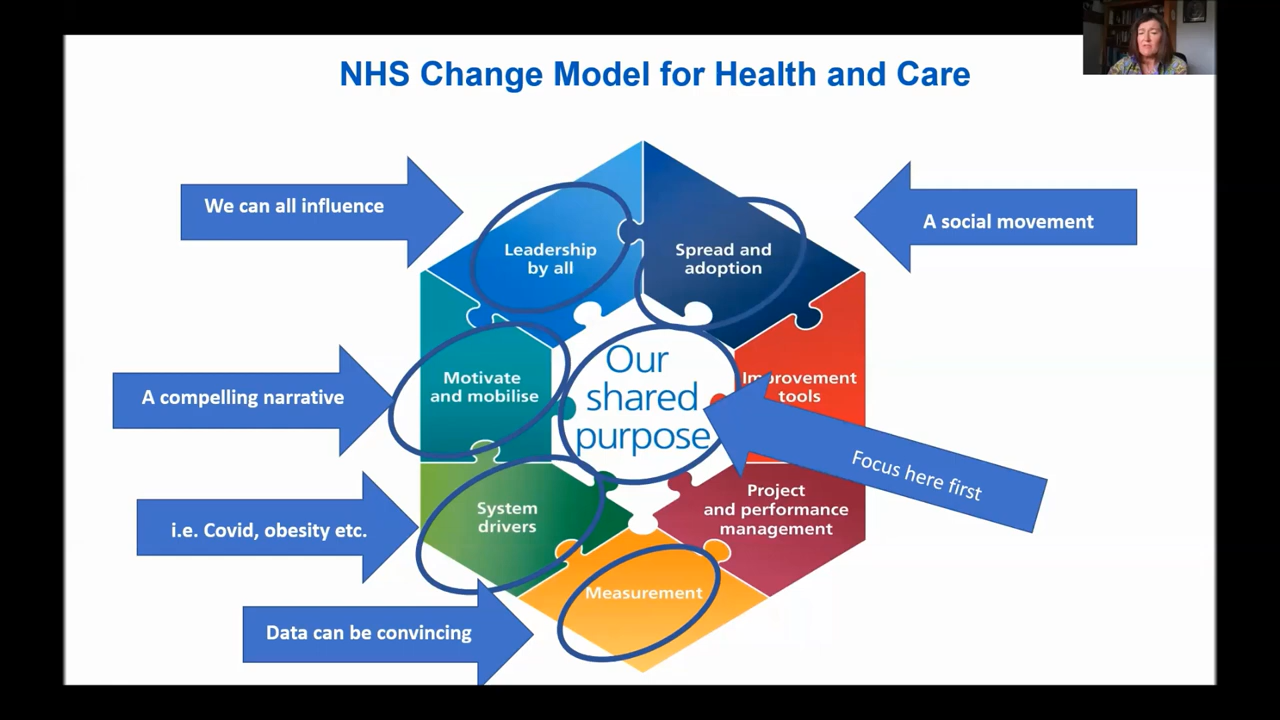 NHS Change Model for Health and Care
We can all influence
A social movement
Leadership
by all
Spread and
adoption
A compelling narrative
Motivate
and mobilise
Our
shared
purpose
Improvement
tools
Focus here first
i.e. Covid, obesity etc.
System
drivers
Project
and performance
management
Data can be convincing
Measurement